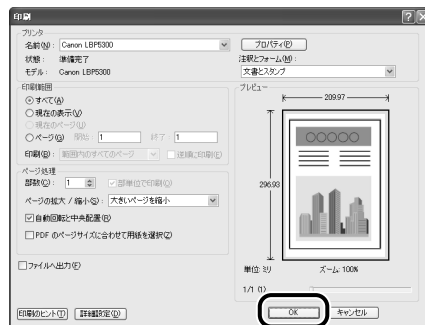 印刷
プリンタ
名前(N): Canon LBP5300 プロパティ(P)
状態: 準備完了 注釈とフォーム(M):
モデル: Canon LBP5300 文書とスタンプ
印刷範囲 プレビュー
すべて(A) 209.97
現在の表示(V)
現在のページ(U)
ページ(G) 開始: 1 終了: 1
印刷(B): 範囲内のすべてのページ 逆順に印刷(E)
ページ処理
部数(C): 1 部単位で印刷(O) 296.93
ページの拡大 / 縮小(S): 大きいページを縮小
自動回転と中央配置(R)
PDF のページサイズに合わせて用紙を選択(Z)
ファイルへ出力(F) 単位: ミリ ズーム: 100%
1/1 (1)
印刷のヒント(T) 詳細設定(D) OK キャンセル